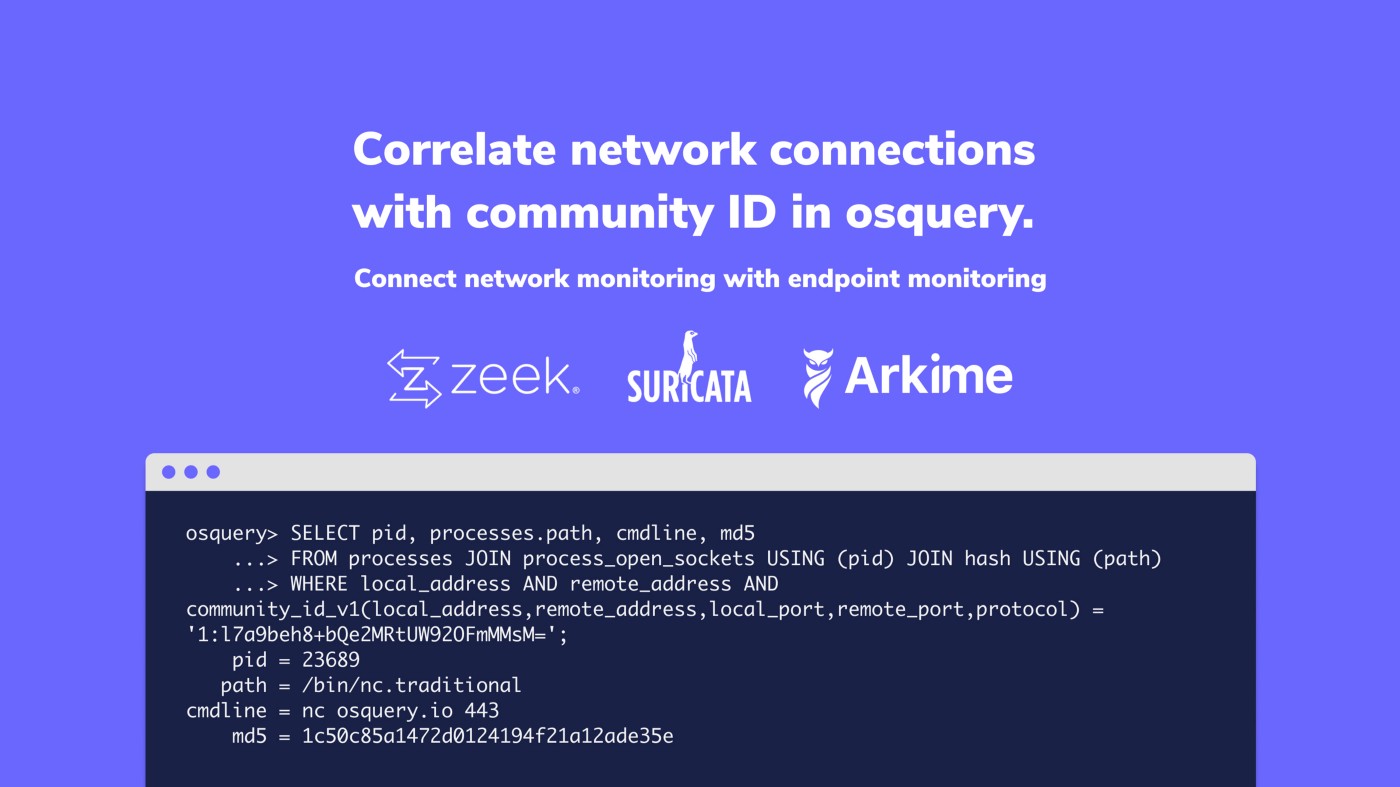 Correlate network connections
with community ID in osquery.
Connect network monitoring with endpoint monitoring
Z zeek® SURICATA Arkime
osquery> SELECT pid, processes.path, cmdline, md5
...> FROM processes JOIN process_open_sockets USING (pid) JOIN hash USING (path)
...> WHERE local_address AND remote_address AND
community_id_v1(local_address,remote_address,local_port,remote_port,protocol) =
'1:l7a9beh8+bQe2MRtUW92OFmMMsM=';
pid = 23689
path = /bin/nc.traditional
cmdline = nc osquery.io 443
md5 = 1c50c85a1472d0124194f21a12ade35e